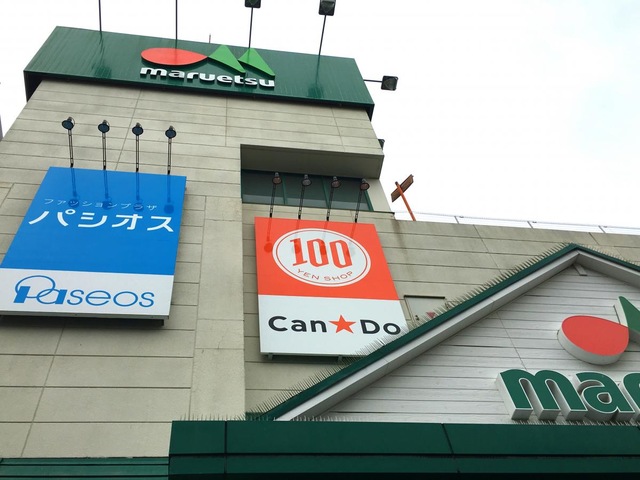 maruetsu
ファッションプラザ
パシオス
Paseos
100
YEN SHOP
Can★Do
mar